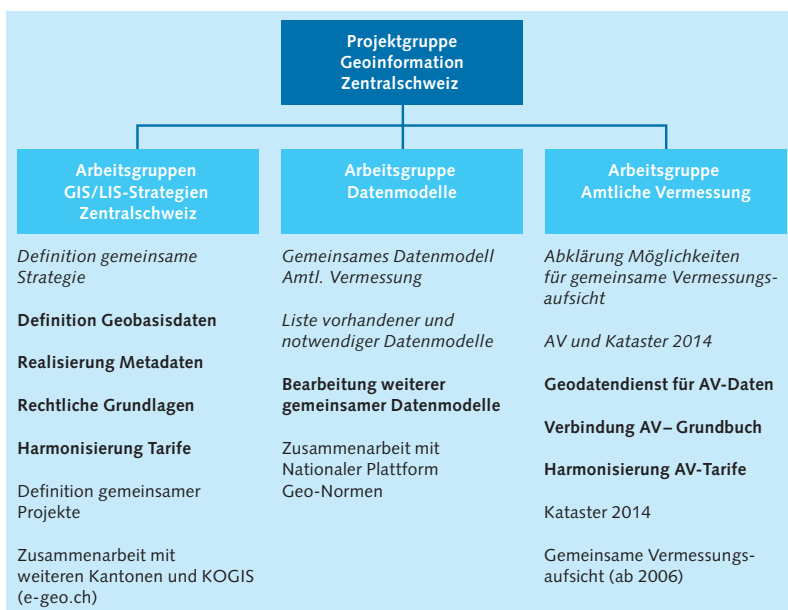 Projektgruppe
Geoinformation
Zentralschweiz
Arbeitsgruppen
GIS/LIS-Strategien
Zentralschweiz
Definition gemeinsame
Strategie
Definition Geobasisdaten
Realisierung Metadaten
Rechtliche Grundlagen
Harmonisierung Tarife
Definition gemeinsamer
Projekte
Zusammenarbeit mit
weiteren Kantonen und KOGIS
(e-geo.ch)
Arbeitsgruppe
Datenmodelle
Gemeinsames Datenmodell
Amtl. Vermessung
Liste vorhandener und
notwendiger Datenmodelle
Bearbeitung weiterer
gemeinsamer Datenmodelle
Zusammenarbeit mit
Nationaler Plattform
Geo-Normen
Arbeitsgruppe
Amtliche Vermessung
Abklärung Möglichkeiten
für gemeinsame Vermessungs-
aufsicht
AV und Kataster 2014
Geodatendienst für AV-Daten
Verbindung AV– Grundbuch
Harmonisierung AV-Tarife
Kataster 2014
Gemeinsame Vermessungs-
aufsicht (ab 2006)